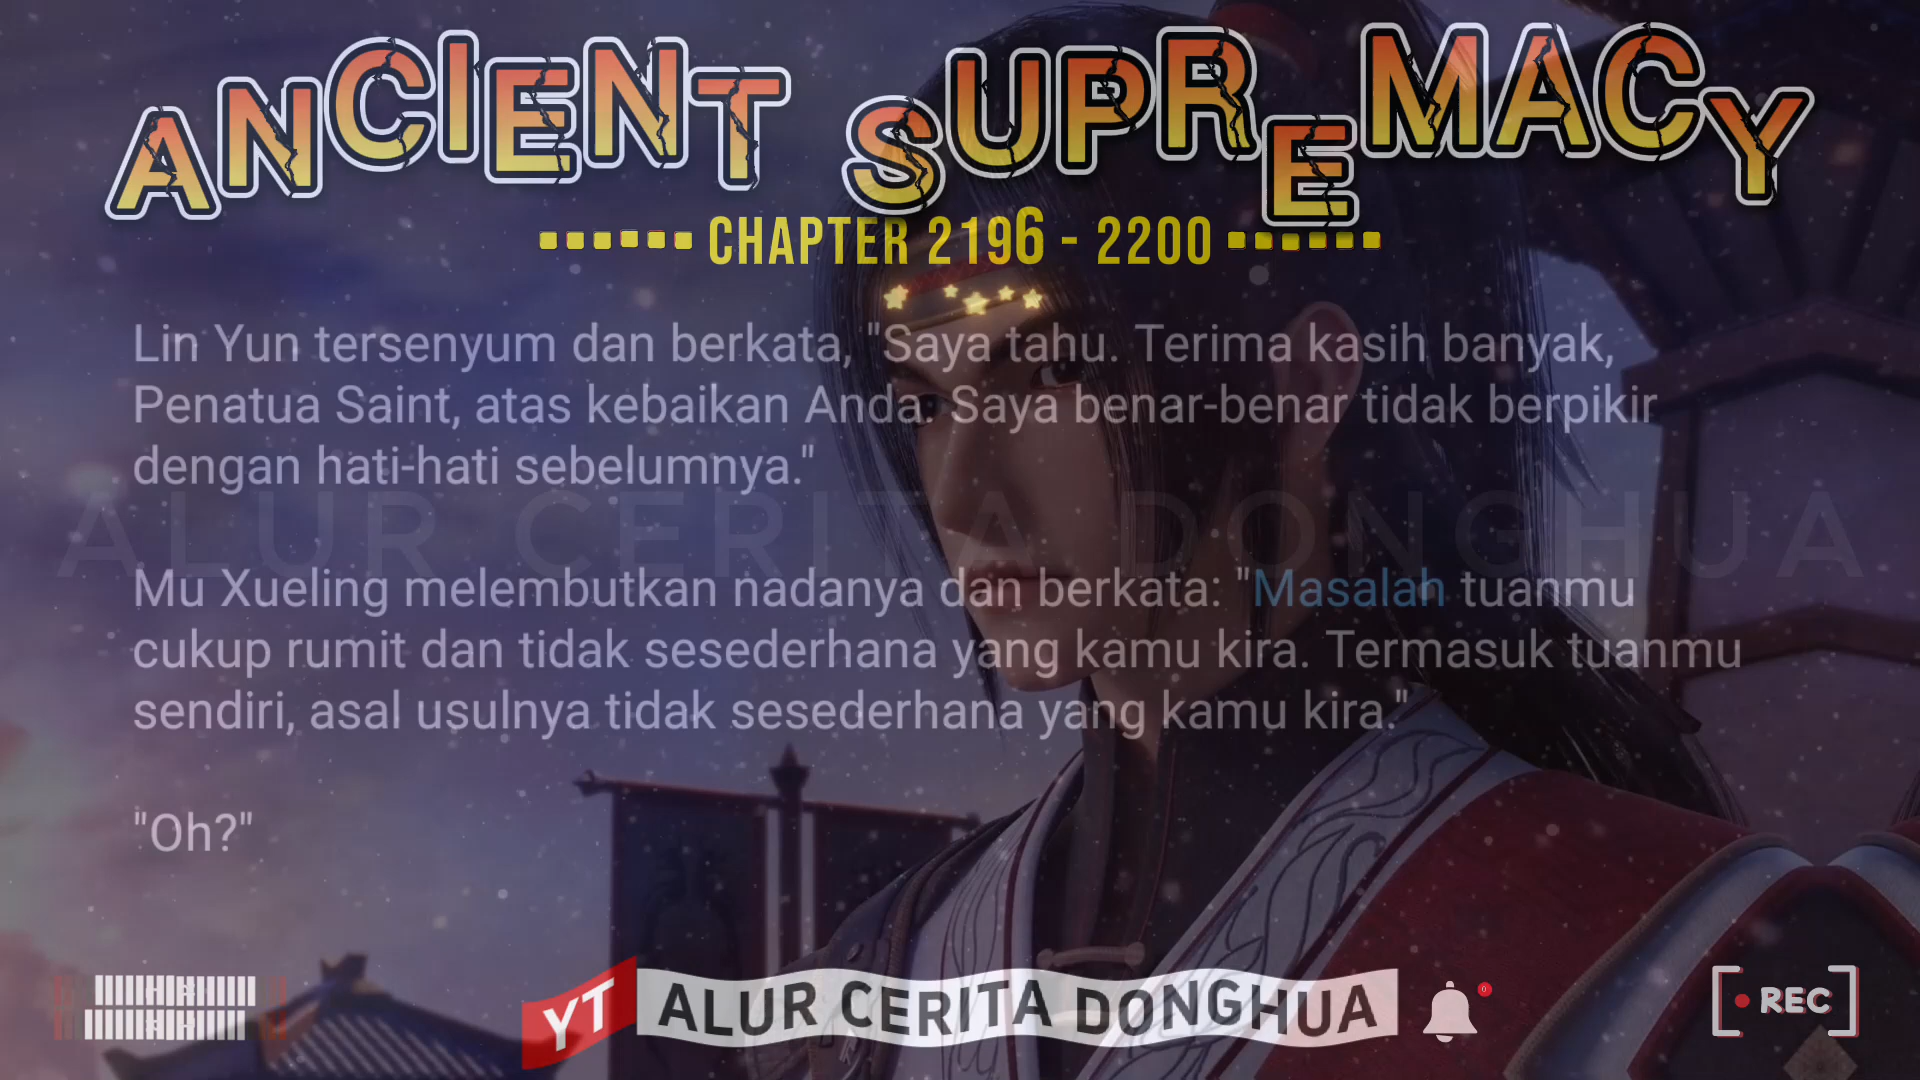 ANCIENT SUPREMACY
CHAPTER 2196 - 2200
Lin Yun tersenyum dan berkata, "Saya tahu. Terima kasih banyak,
Penatua Saint, atas kebaikan Anda. Saya benar-benar tidak berpikir
dengan hati-hati sebelumnya."
ALUR CERITA DONGHUA
Mu Xueling melembutkan nadanya dan berkata: "Masalah tuanmu
cukup rumit dan tidak sesederhana yang kamu kira. Termasuk tuanmu
sendiri, asal usulnya tidak sesederhana yang kamu kira."
"Oh?"
YT ALUR CERITA DONGHUA
REC